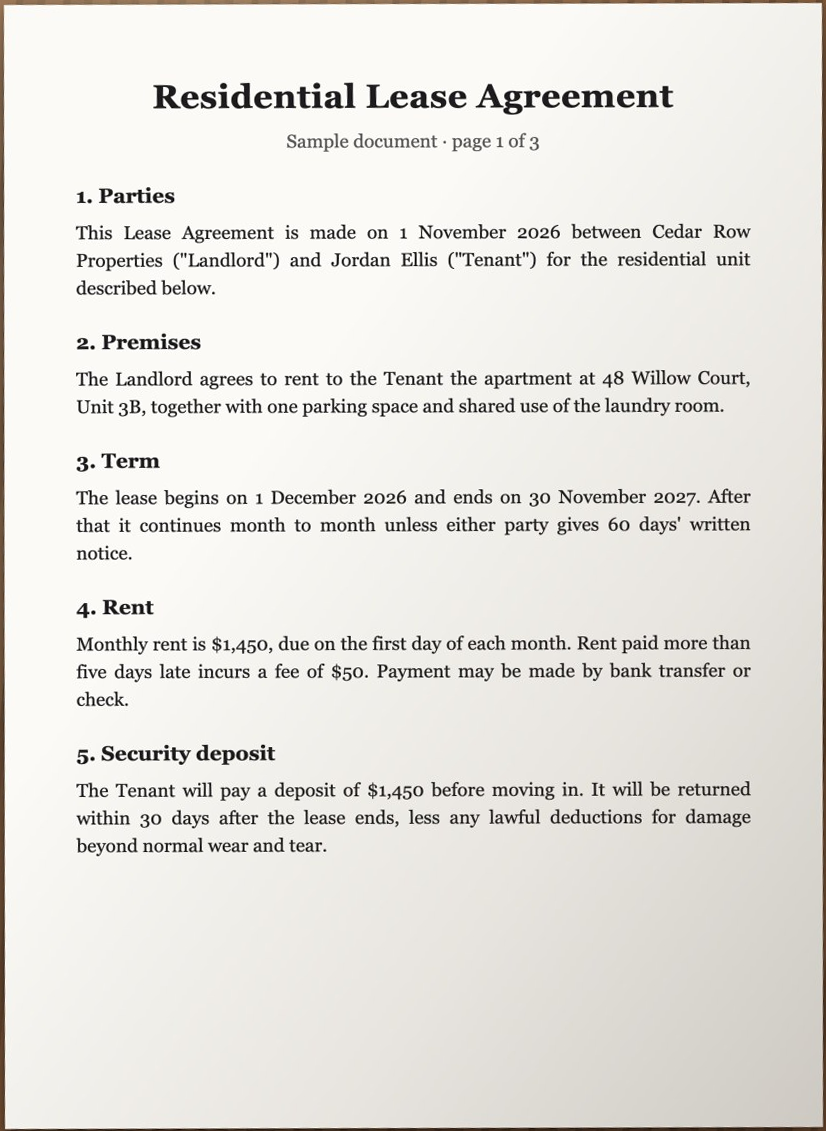 Residential Lease Agreement
Sample document · page 1 of 3
1. Parties
This Lease Agreement is made on 1 November 2026 between Cedar Row
Properties ("Landlord") and Jordan Ellis ("Tenant") for the residential unit
described below.
2. Premises
The Landlord agrees to rent to the Tenant the apartment at 48 Willow Court,
Unit 3B, together with one parking space and shared use of the laundry room.
3. Term
The lease begins on 1 December 2026 and ends on 30 November 2027. After
that it continues month to month unless either party gives 60 days' written
notice.
4. Rent
Monthly rent is $1,450, due on the first day of each month. Rent paid more than
five days late incurs a fee of $50. Payment may be made by bank transfer or
check.
5. Security deposit
The Tenant will pay a deposit of $1,450 before moving in. It will be returned
within 30 days after the lease ends, less any lawful deductions for damage
beyond normal wear and tear.